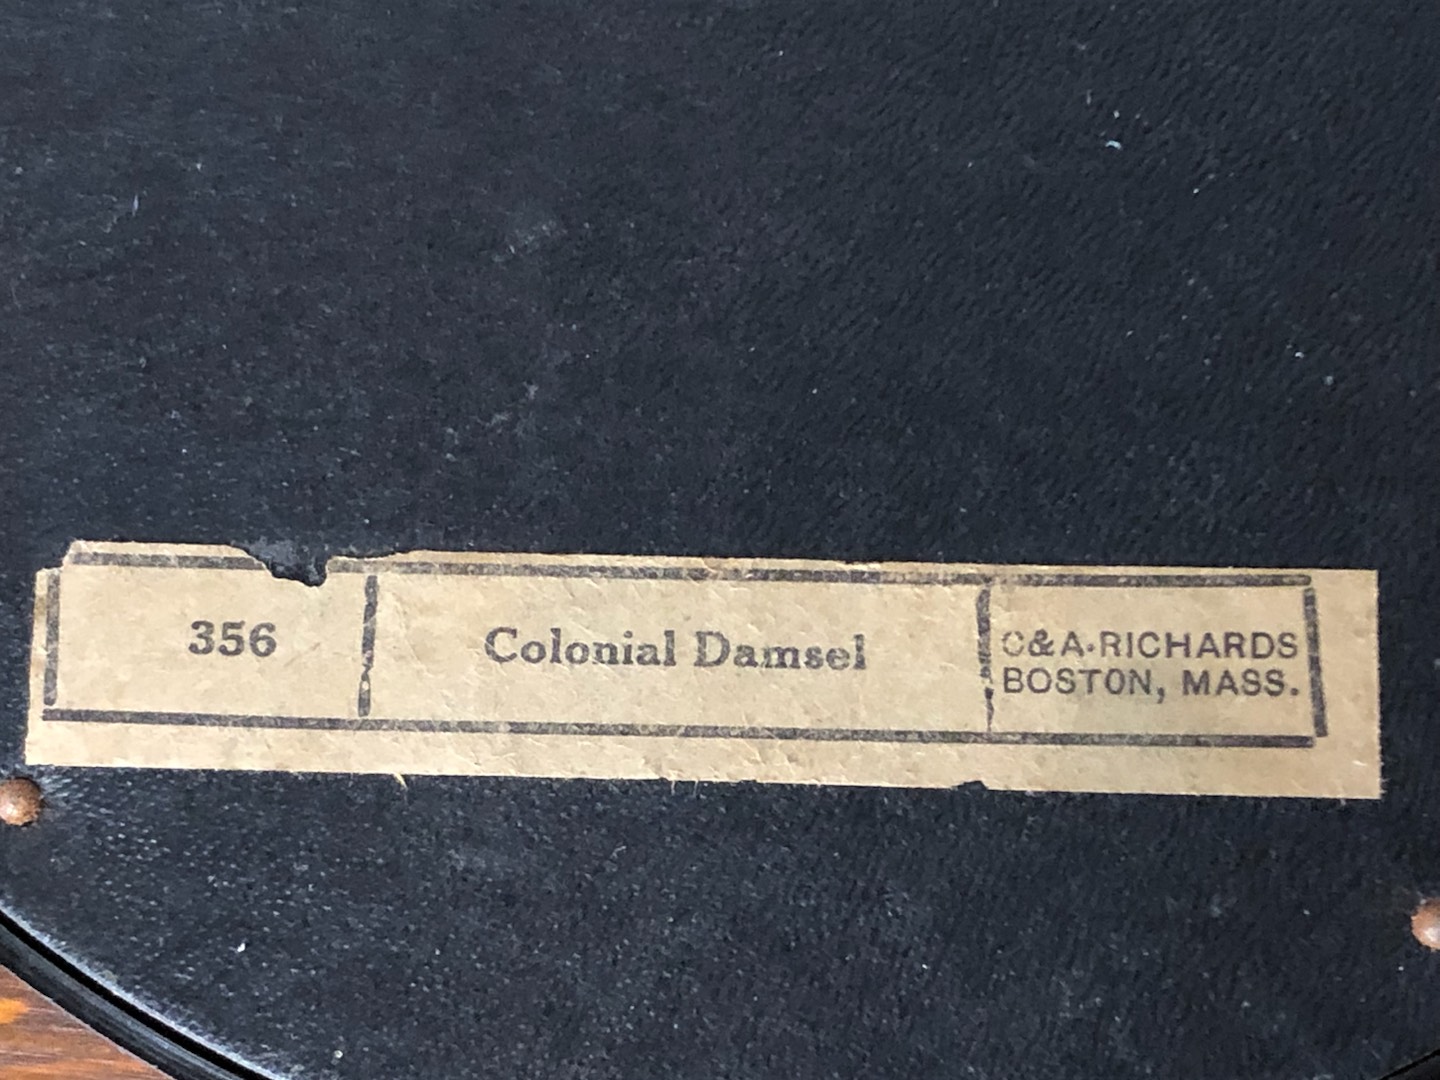 356
Colonial Damsel
C&A·RICHARDS
BOSTON, MASS.